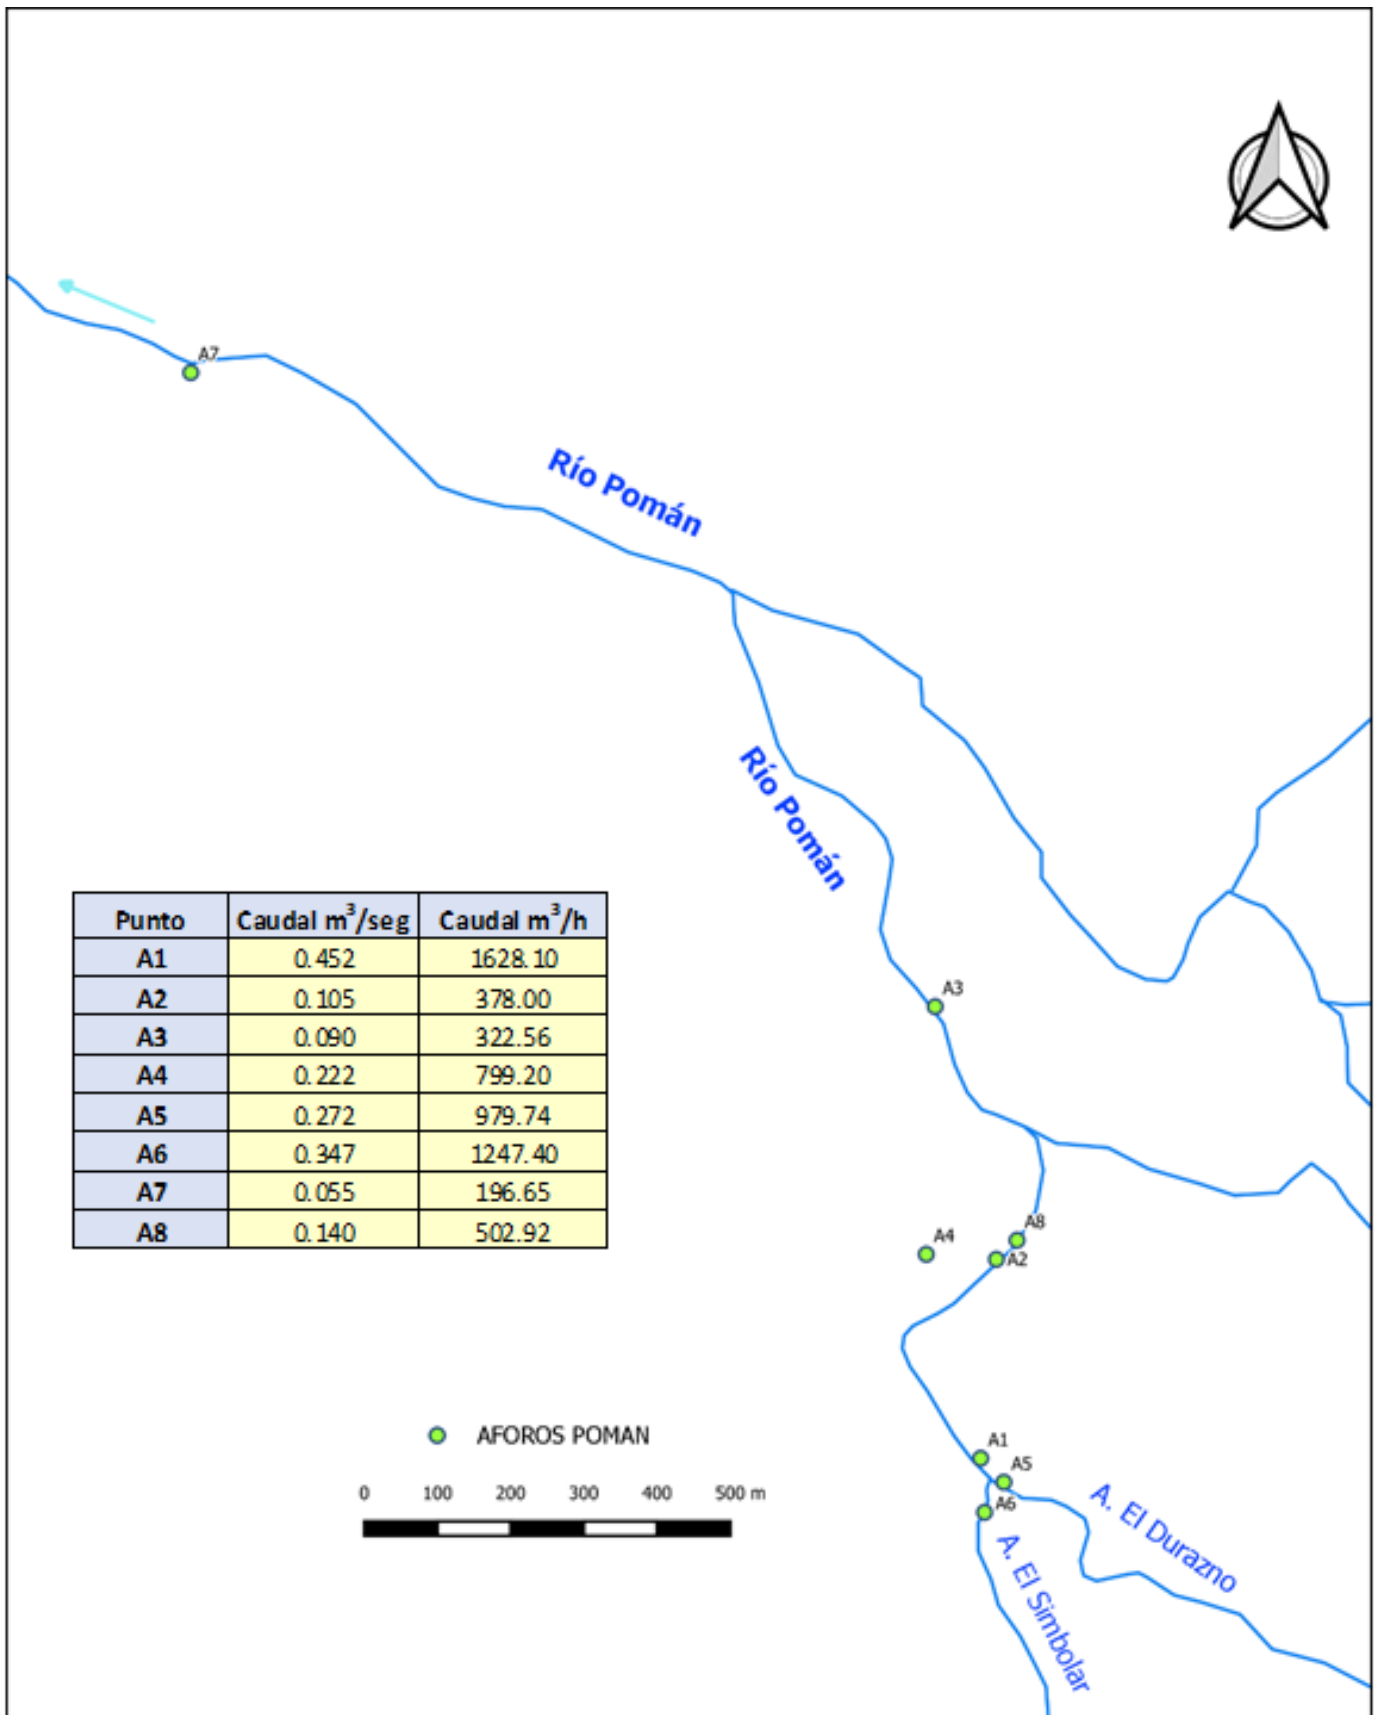 A7
Río Pomán
Río Pomán
Punto Caudal m³/seg Caudal m³/h
A1 0.452 1628.10
A2 0.105 378.00
A3 0.090 322.56
A4 0.222 799.20
A5 0.272 979.74
A6 0.347 1247.40
A7 0.055 196.65
A8 0.140 502.92
A3
A8
A4
A2
AFOROS POMAN
0 100 200 300 400 500 m
A1
A5
A6
A. El Durazno
A. El Simbolar